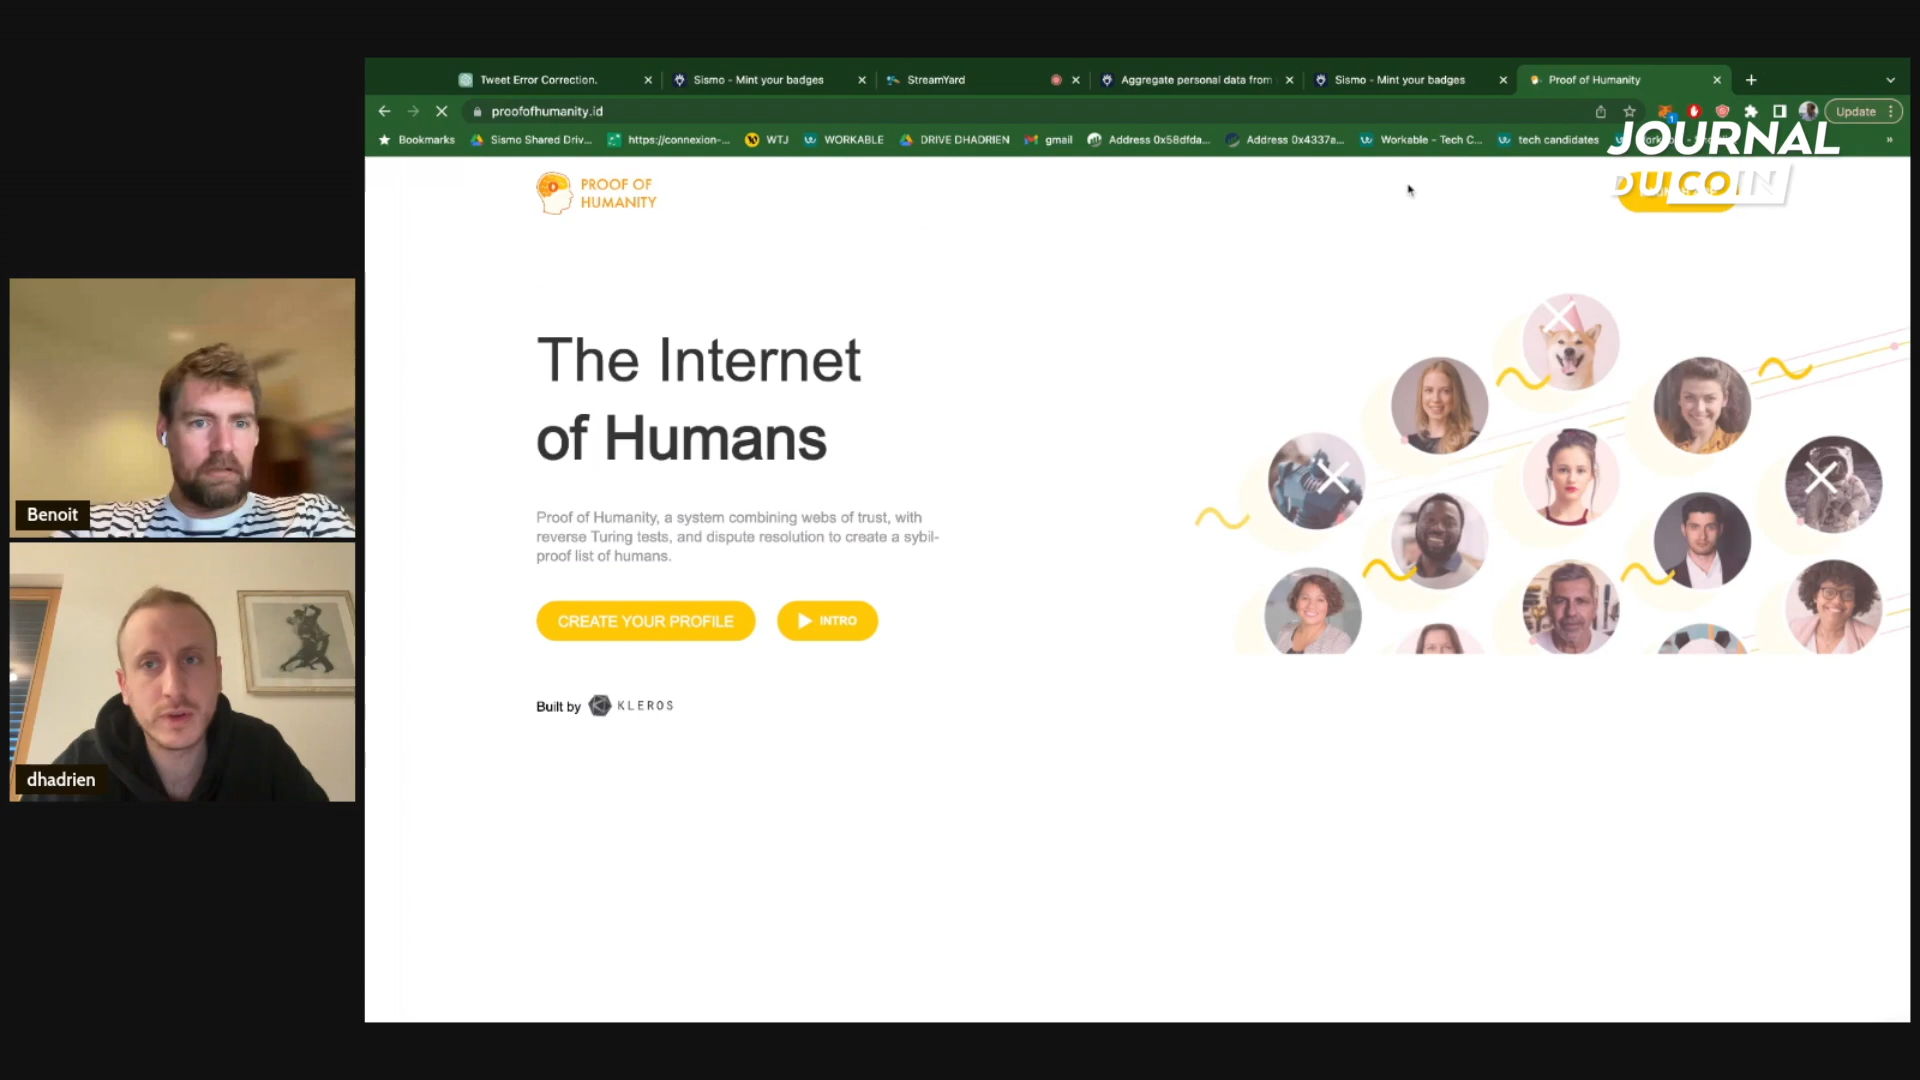 Tweet Error Correction.
Sismo - Mint your badges
StreamYard
Aggregate personal data from
Sismo - Mint your badges
Proof of Humanity
proofofhumanity.id
Update
Bookmarks
Sismo Shared Driv...
https://connexion-...
WTJ
WORKABLE
DRIVE DHADRIEN
gmail
Address 0x58dfda...
Address 0x4337a...
Workable - Tech C...
tech candidates
JOURNAL
DU COIN
PROOF OF
HUMANITY
The Internet
of Humans
Proof of Humanity, a system combining webs of trust, with
reverse Turing tests, and dispute resolution to create a sybil-
proof list of humans.
CREATE YOUR PROFILE
INTRO
Built by KLEROS
Benoit
dhadrien